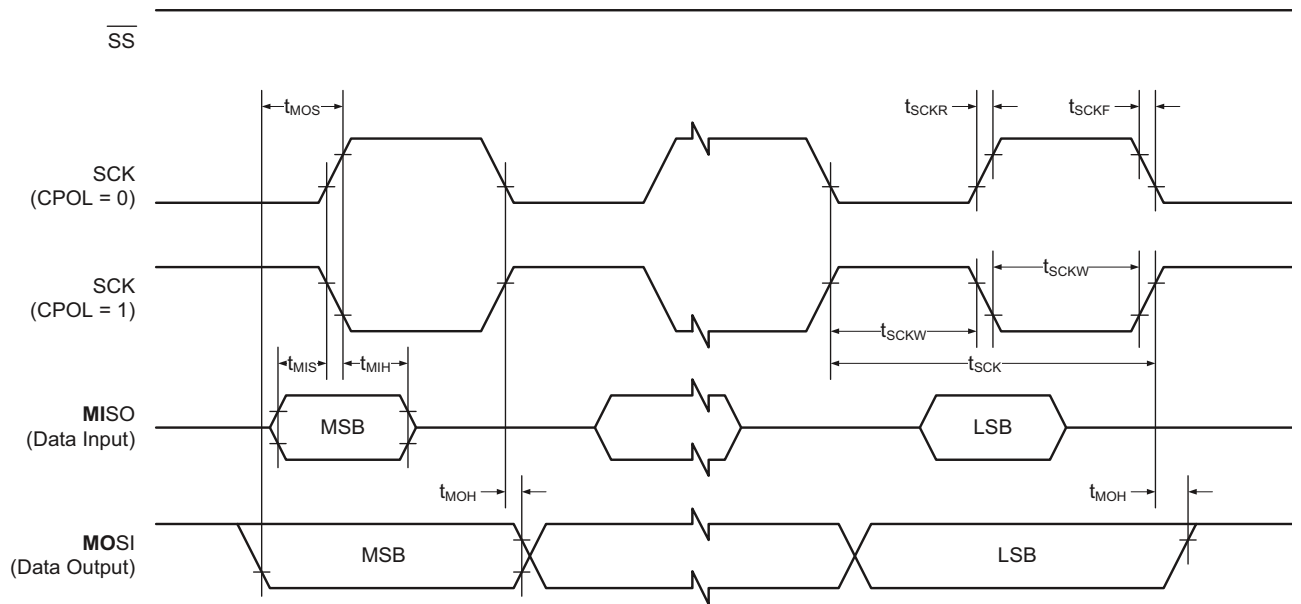 SS
tMOS
tSCKR
tSCKF
SCK
(CPOL = 0)
SCK
(CPOL = 1)
tSCKW
tSCKW
tSCK
tMIS
tMIH
MISO
(Data Input)
MSB
LSB
tMOH
tMOH
MOSI
(Data Output)
MSB
LSB